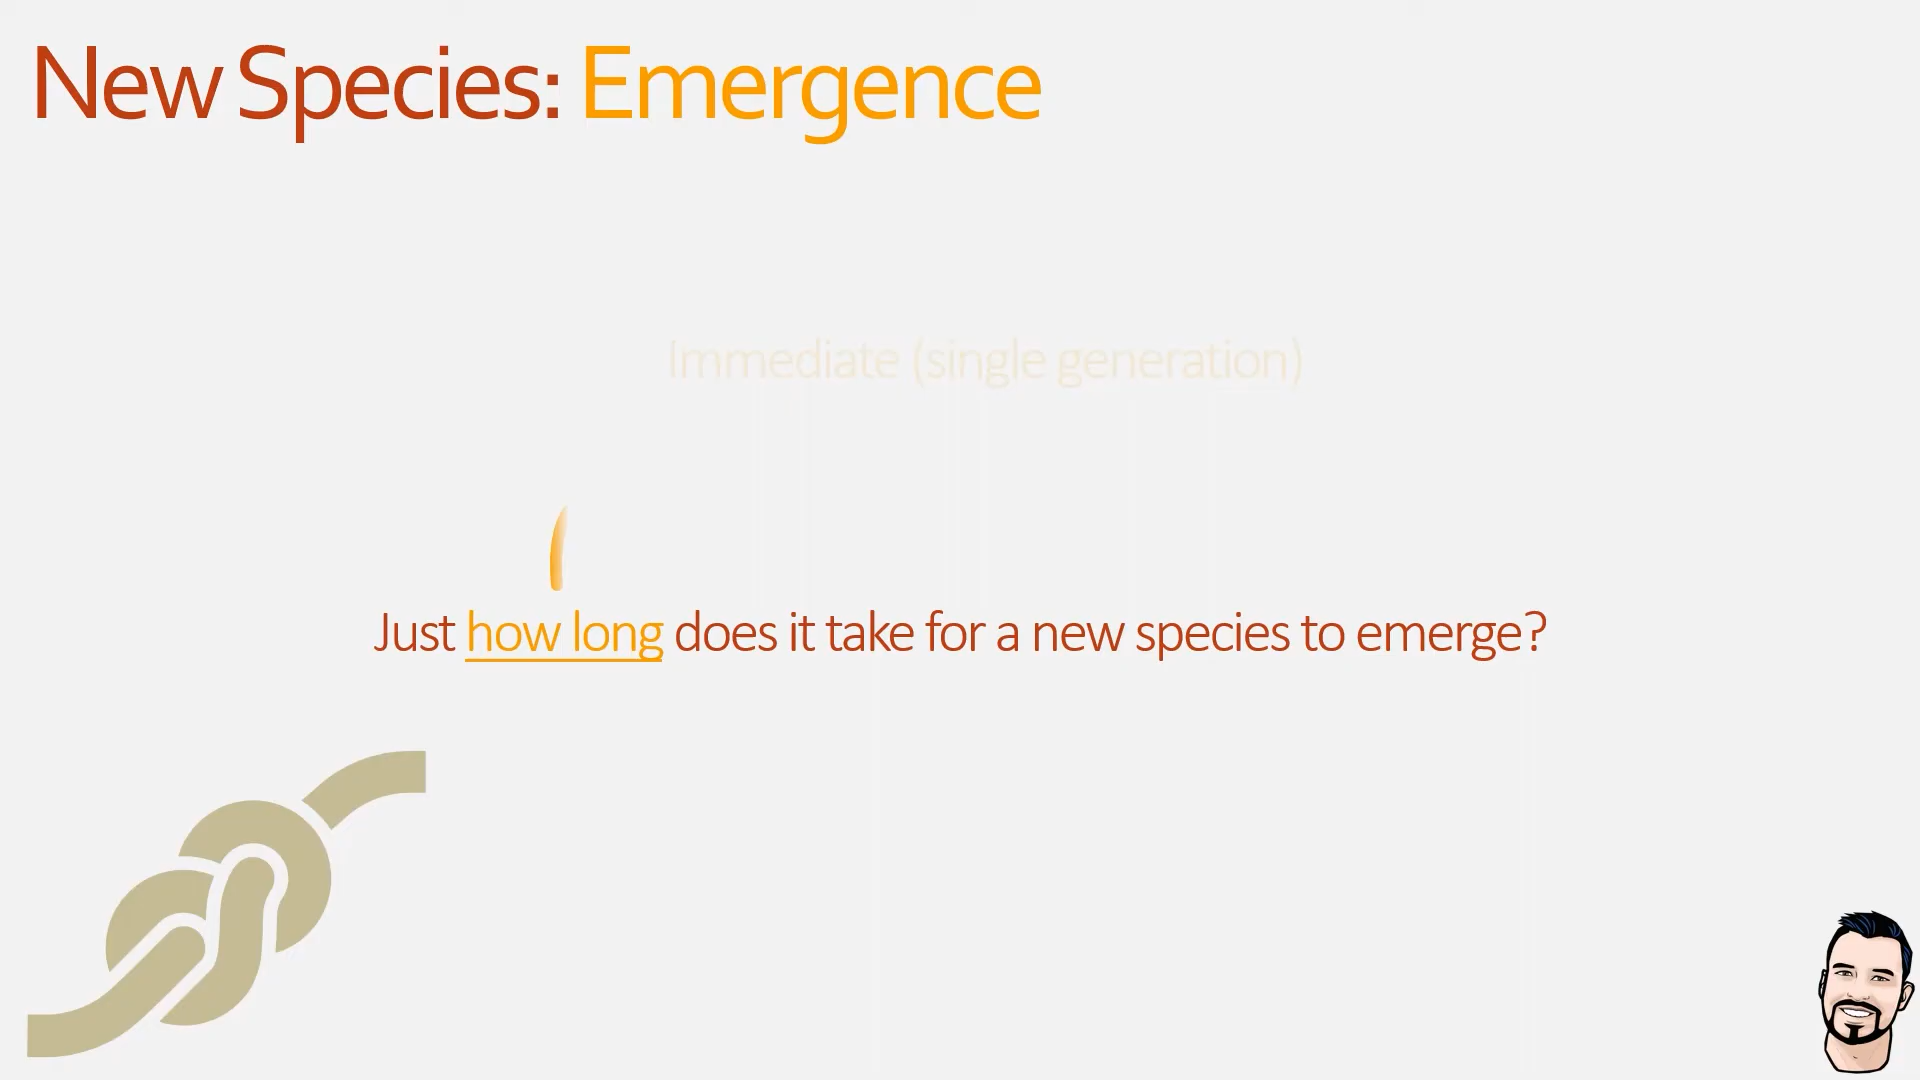 New Species: Emergence
Immediate (single generation)
Just how long does it take for a new species to emerge?